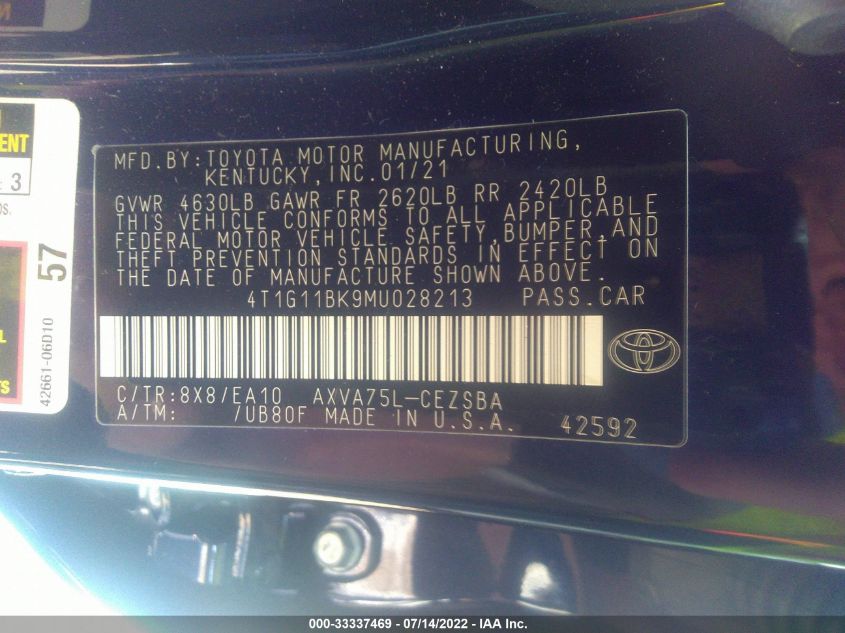 ENT
3
57
42661-06D10
MFD.BY:TOYOTA MOTOR MANUFACTURING,
KENTUCKY,INC.01/21
GVWR 4630LB GAWR FR 2620LB RR 2420LB
THIS VEHICLE CONFORMS TO ALL APPLICABLE
FEDERAL MOTOR VEHICLE SAFETY,BUMPER,AND
THEFT PREVENTION STANDARDS IN EFFECT ON
THE DATE OF MANUFACTURE SHOWN ABOVE.
4T1G11BK9MU028213 PASS.CAR
C/TR:8X8/EA10 AXVA75L-CEZSBA
A/TM: /UB80F MADE IN U.S.A. 42592
000-33337469 - 07/14/2022 - IAA Inc.